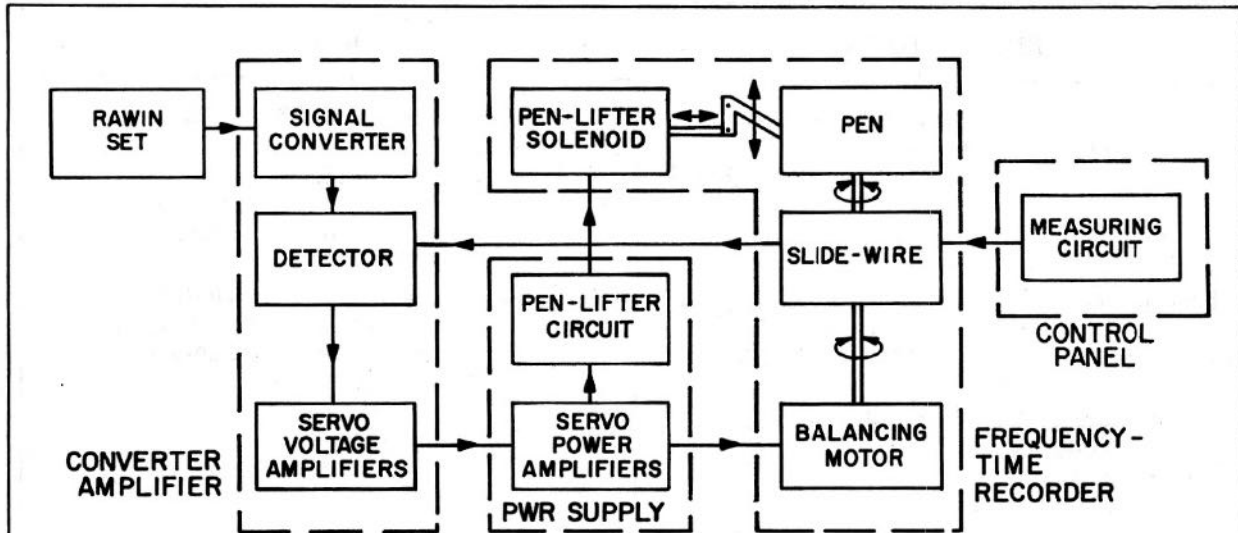 RAWIN
SET
SIGNAL
CONVERTER
DETECTOR
SERVO
VOLTAGE
AMPLIFIERS
CONVERTER
AMPLIFIER
PEN-LIFTER
SOLENOID
PEN
PEN-LIFTER
CIRCUIT
SERVO
POWER
AMPLIFIERS
PWR SUPPLY
SLIDE-WIRE
BALANCING
MOTOR
FREQUENCY-
TIME
RECORDER
MEASURING
CIRCUIT
CONTROL
PANEL